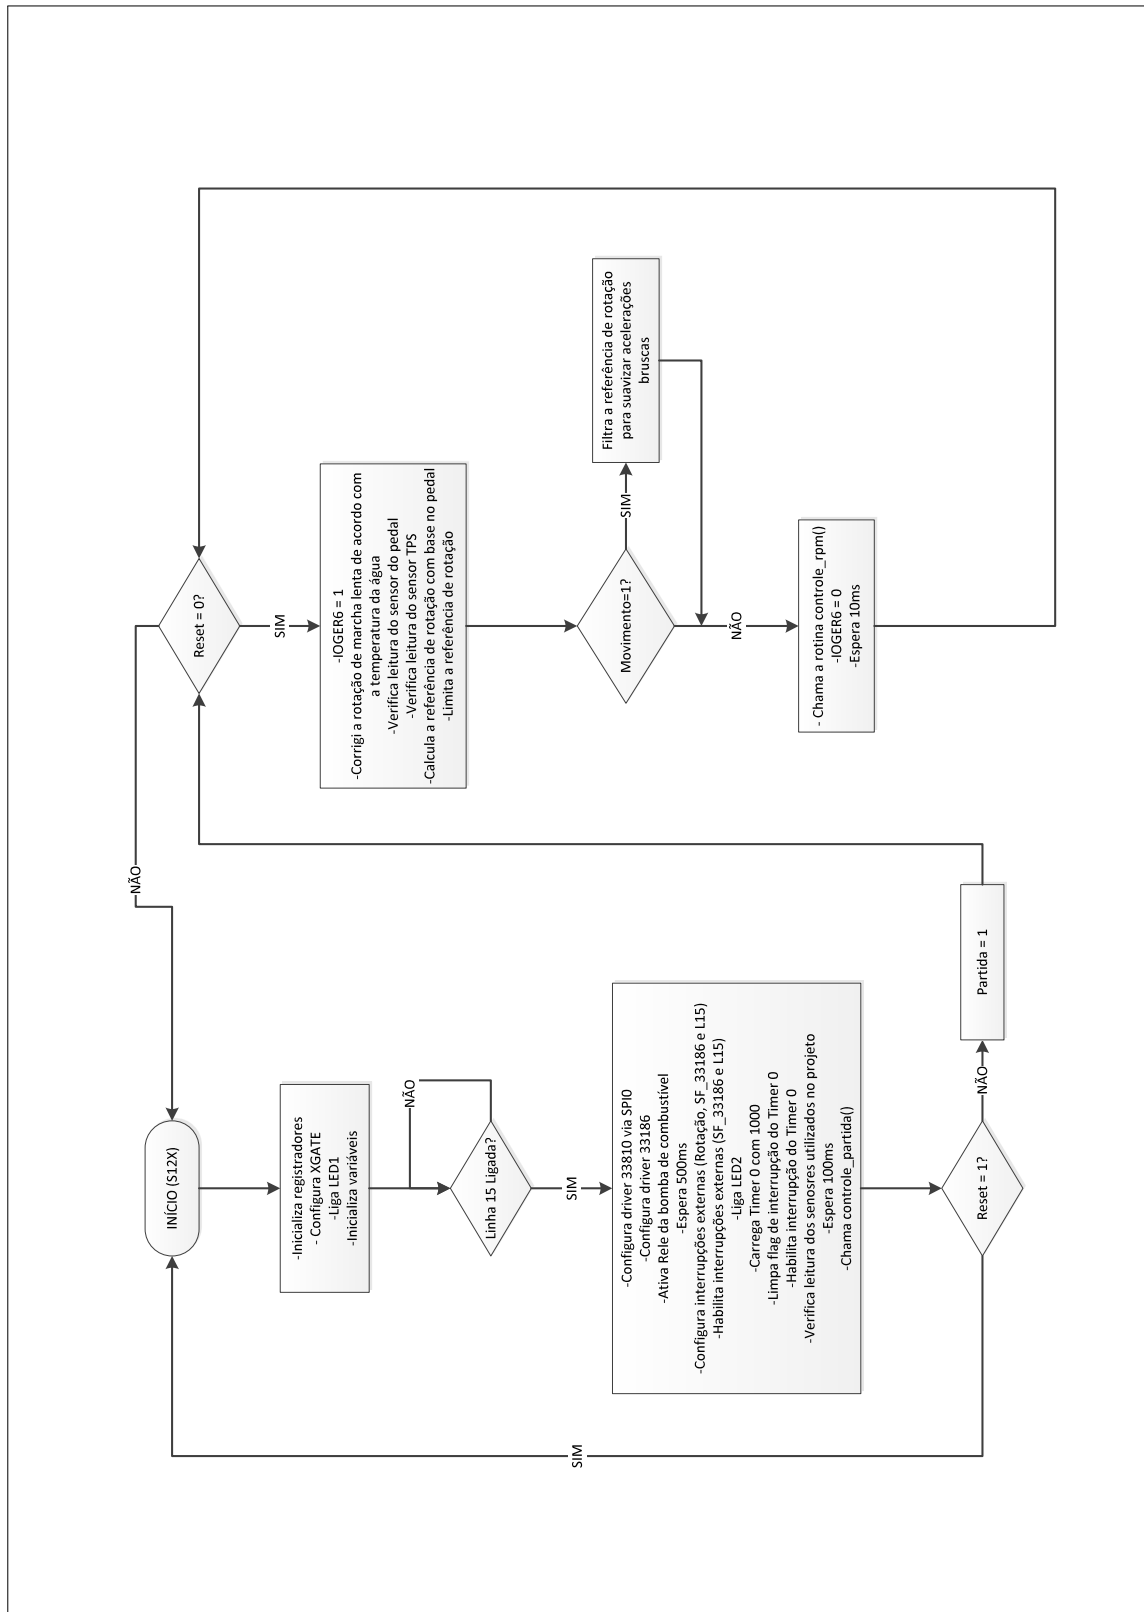 INÍCIO (S12X)
-Inicializa registradores
- Configura XGATE
-Liga LED1
-Inicializa variáveis
Linha 15 Ligada?
NÃO
SIM
-Configura driver 33810 via SPI0
-Configura driver 33186
-Ativa Rele da bomba de combustível
-Espera 500ms
-Configura interrupções externas (Rotação, SF_33186 e L15)
-Habilita interrupções externas (SF_33186 e L15)
-Liga LED2
-Carrega Timer 0 com 1000
-Limpa flag de interrupção do Timer 0
-Habilita interrupção do Timer 0
-Verifica leitura dos senosres utilizados no projeto
-Espera 100ms
-Chama controle_partida()
Reset = 1?
SIM
NÃO
Partida = 1
Reset = 0?
NÃO
SIM
-IOGER6 = 1
-Corrigi a rotação de marcha lenta de acordo com
a temperatura da água
-Verifica leitura do sensor do pedal
-Verifica leitura do sensor TPS
-Calcula a referência de rotação com base no pedal
-Limita a referência de rotação
Movimento=1?
SIM
Filtra a referência de rotação
para suavizar acelerações
bruscas
NÃO
- Chama a rotina controle_rpm()
-IOGER6 = 0
-Espera 10ms